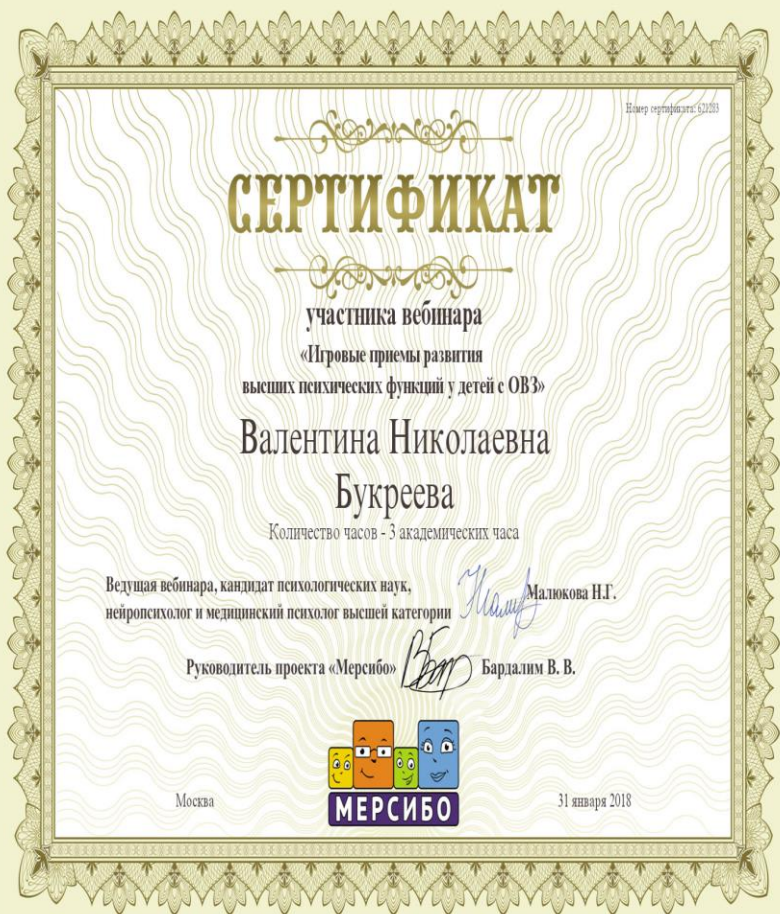 Номер сертификата: 623283
СЕРТИФИКАТ
участника вебинара
«Игровые приемы развития
высших психических функций у детей с ОВЗ»
Валентина Николаевна
Букреева
Количество часов - 3 академических часа
Ведущая вебинара, кандидат психологических наук,
нейропсихолог и медицинский психолог высшей категории Малюкова Н.Г.
Руководитель проекта «Мерсибо» Бардалим В. В.
МЕРСИБО
Москва 31 января 2018